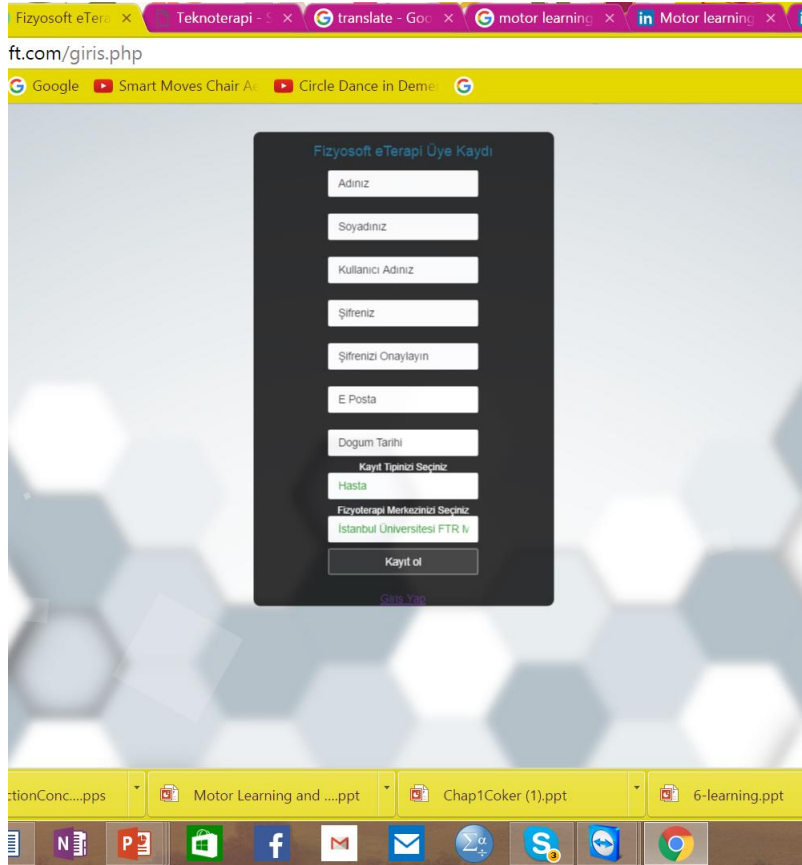 Fizyosoft eTera
Teknoterapi - S
translate - Goo
motor learning
Motor learning
ft.com/giris.php
Google
Smart Moves Chair Ae
Circle Dance in Deme
Fizyosoft eTerapi Üye Kaydı
Adınız
Soyadınız
Kullanıcı Adınız
Şifreniz
Şifrenizi Onaylayın
E Posta
Dogum Tarihi
Kayıt Tipinizi Seçiniz
Hasta
Fizyoterapi Merkezinizi Seçiniz
İstanbul Üniversitesi FTR M
Kayıt ol
Giris Yap
ctionConc....pps
Motor Learning and ....ppt
Chap1Coker (1).ppt
6-learning.ppt